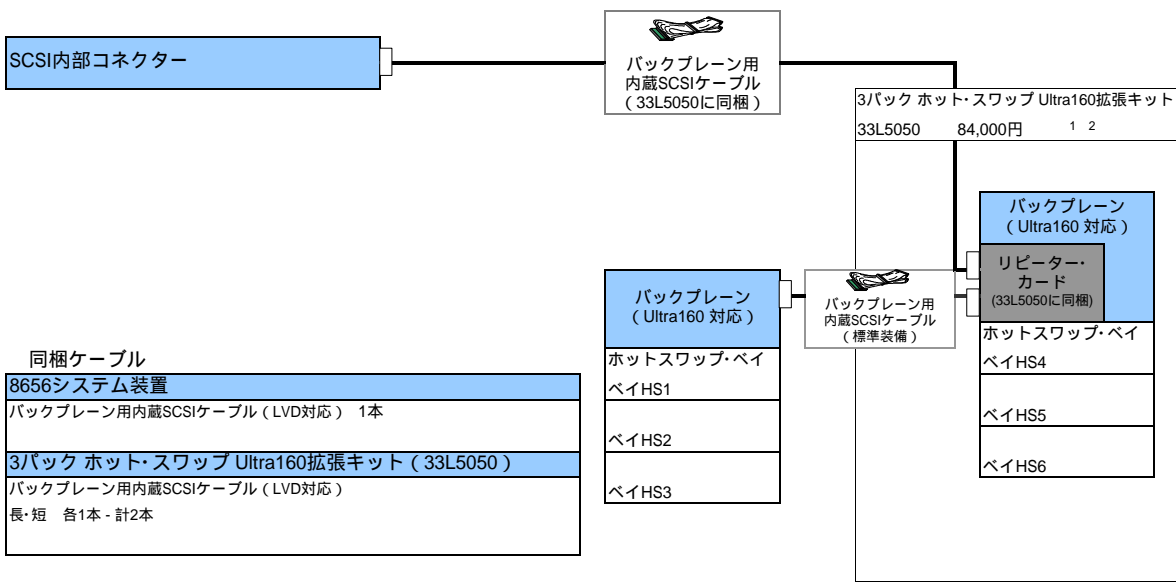 SCSI内部コネクター
バックプレーン用
内蔵SCSIケーブル
（33L5050に同梱）
3パック ホット･スワップ Ultra160拡張キット
33L5050 84,000円 1 2
バックプレーン
（Ultra160 対応）
リピーター･
カード
(33L5050に同梱)
ホットスワップ･ベイ
ベイHS4
ベイHS5
ベイHS6
バックプレーン用
内蔵SCSIケーブル
（標準装備）
バックプレーン
（Ultra160 対応）
ホットスワップ･ベイ
ベイHS1
ベイHS2
ベイHS3
同梱ケーブル
8656システム装置
バックプレーン用内蔵SCSIケーブル（LVD対応） 1本
3パック ホット･スワップ Ultra160拡張キット（33L5050）
バックプレーン用内蔵SCSIケーブル（LVD対応）
長･短 各1本 - 計2本